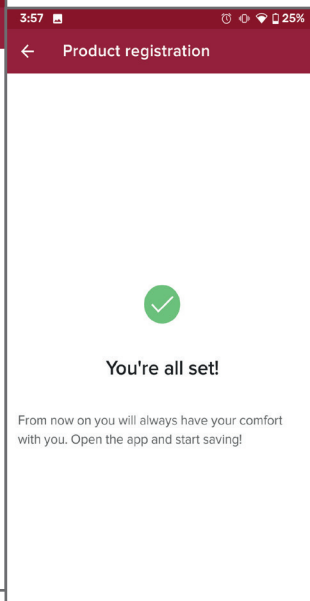 3:57 25%
Product registration
You're all set!
From now on you will always have your comfort
with you. Open the app and start saving!